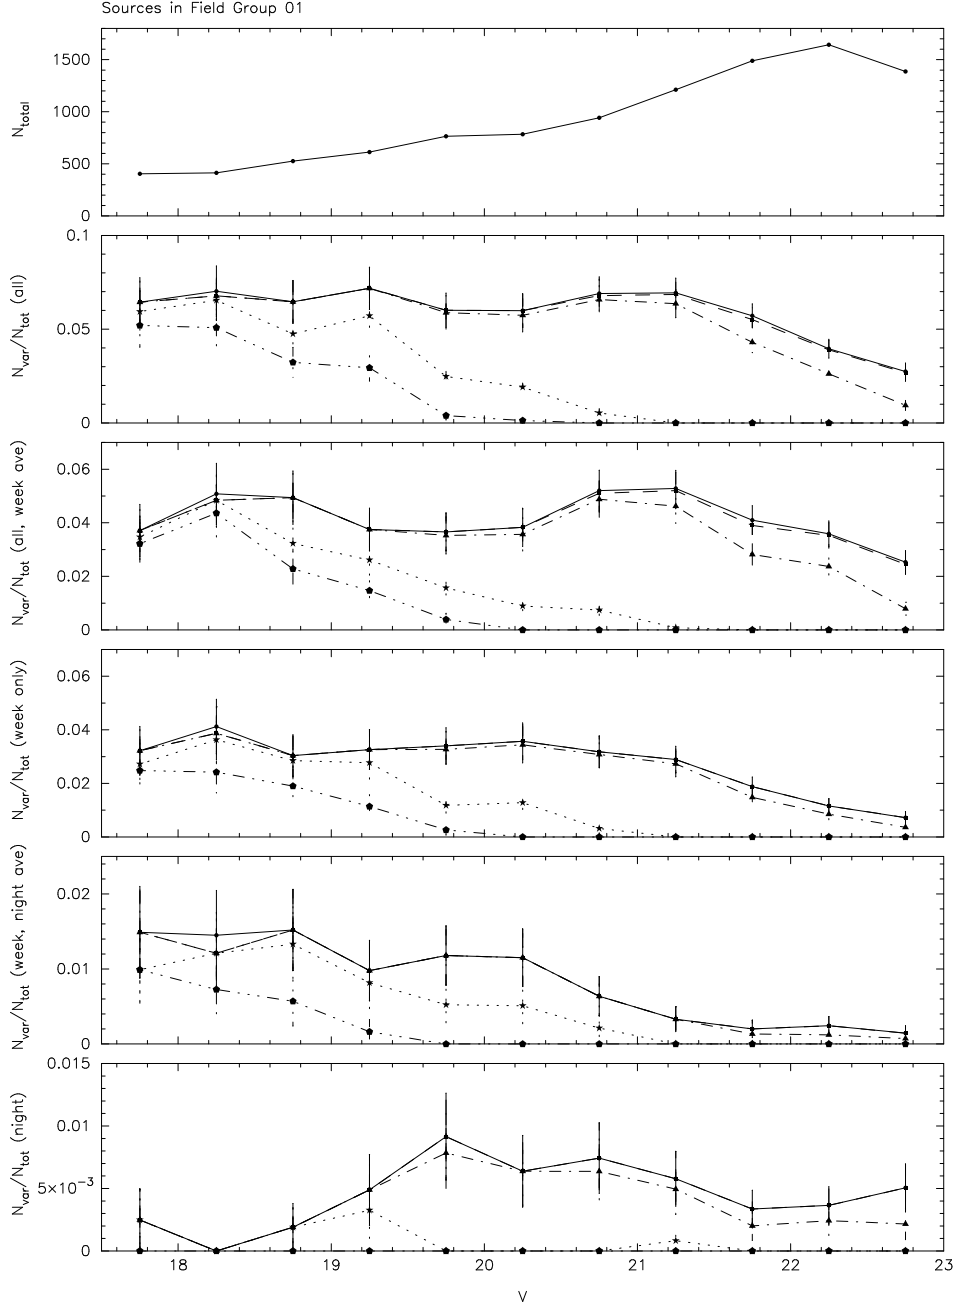 Sources in Field Group 01
1500
1000
500
0
N_total
0.1
0.05
0
N_var/N_tot (all)
0.06
0.04
0.02
0
N_var/N_tot (all, week ave)
0.06
0.04
0.02
0
N_var/N_tot (week only)
0.02
0.01
0
N_var/N_tot (week, night ave)
0.015
0.01
5×10⁻³
0
N_var/N_tot (night)
18 19 20 21 22 23
V